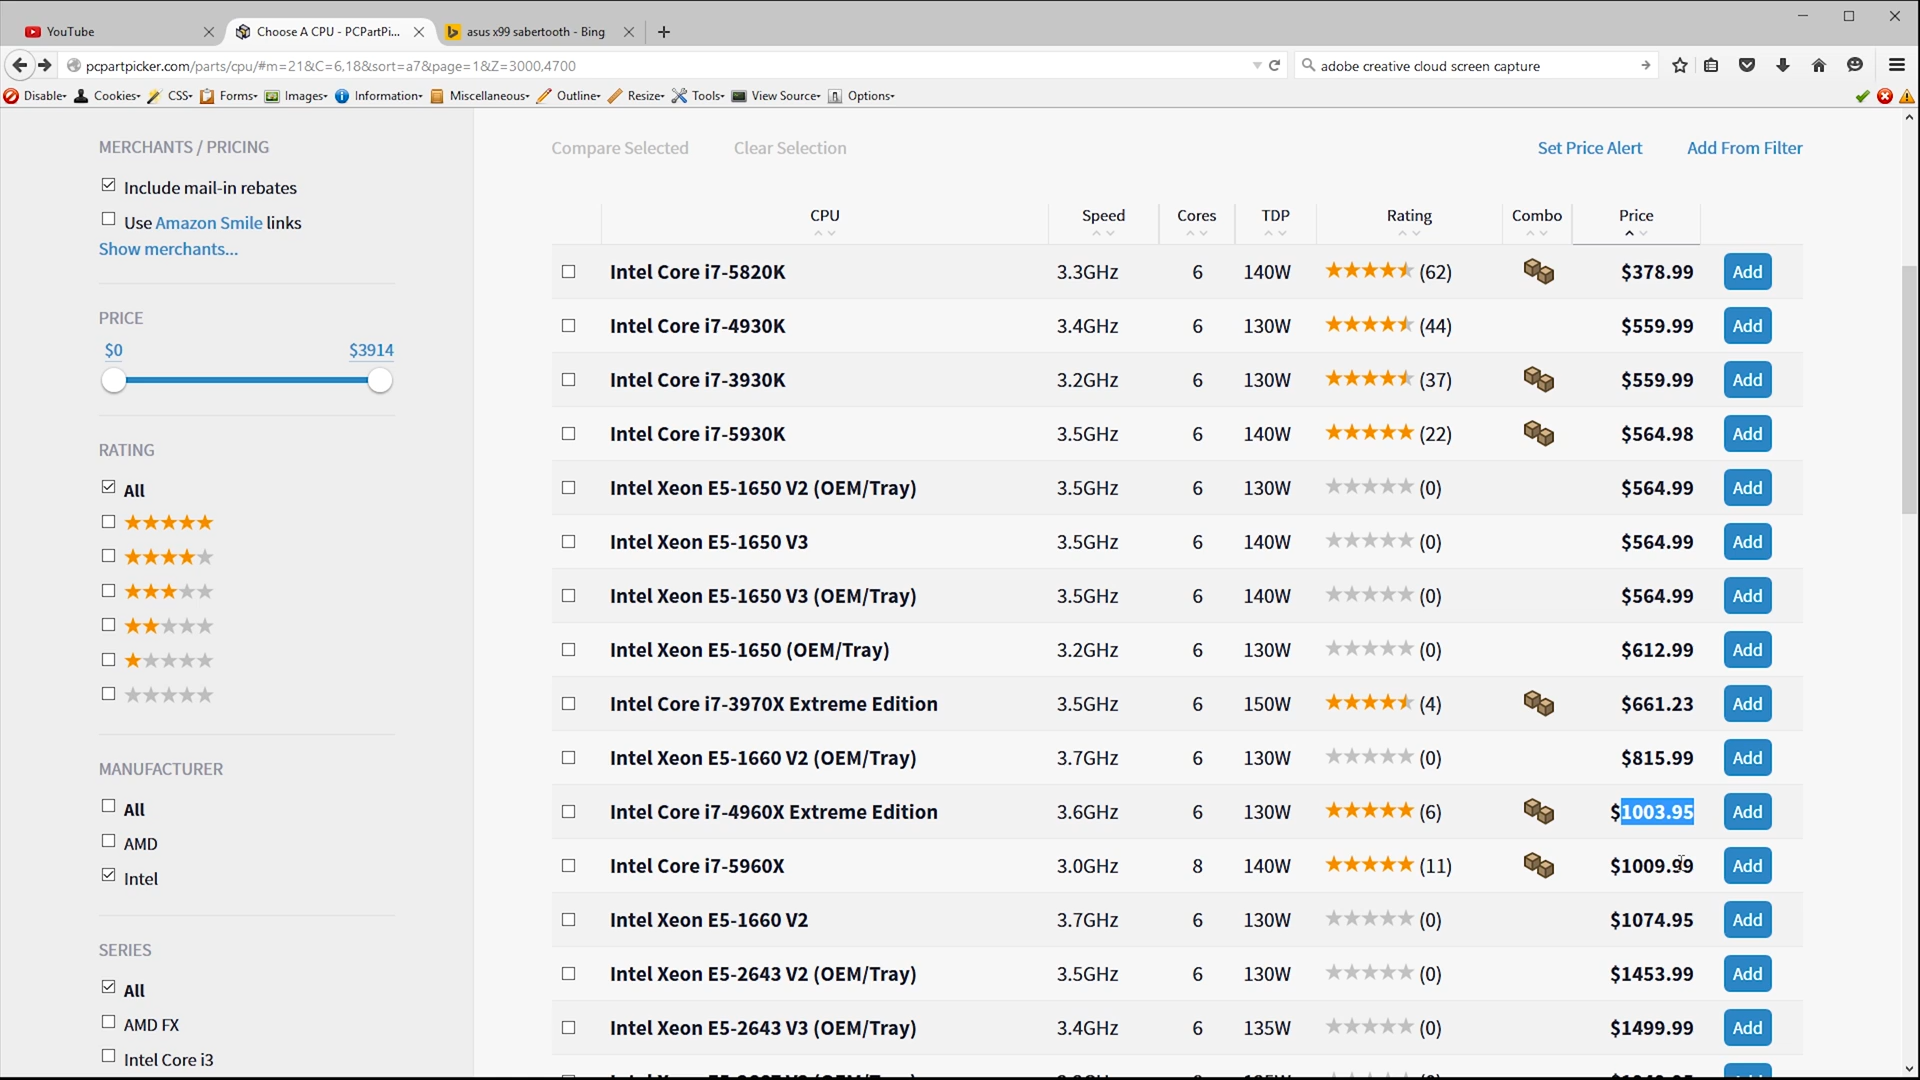 YouTube
Choose A CPU - PCPartPi...
asus x99 sabertooth - Bing
pcpartpicker.com/parts/cpu/#m=21&C=6,18&sort=a7&page=1&Z=3000,4700
adobe creative cloud screen capture
Disable Cookies CSS Forms Images Information Miscellaneous Outline Resize Tools View Source Options
MERCHANTS / PRICING
Include mail-in rebates
Use Amazon Smile links
Show merchants...
PRICE
$0 $3914
RATING
All
MANUFACTURER
All
AMD
Intel
SERIES
All
AMD FX
Intel Core i3
Compare Selected Clear Selection Set Price Alert Add From Filter
CPU Speed Cores TDP Rating Combo Price
Intel Core i7-5820K 3.3GHz 6 140W (62) $378.99 Add
Intel Core i7-4930K 3.4GHz 6 130W (44) $559.99 Add
Intel Core i7-3930K 3.2GHz 6 130W (37) $559.99 Add
Intel Core i7-5930K 3.5GHz 6 140W (22) $564.98 Add
Intel Xeon E5-1650 V2 (OEM/Tray) 3.5GHz 6 130W (0) $564.99 Add
Intel Xeon E5-1650 V3 3.5GHz 6 140W (0) $564.99 Add
Intel Xeon E5-1650 V3 (OEM/Tray) 3.5GHz 6 140W (0) $564.99 Add
Intel Xeon E5-1650 (OEM/Tray) 3.2GHz 6 130W (0) $612.99 Add
Intel Core i7-3970X Extreme Edition 3.5GHz 6 150W (4) $661.23 Add
Intel Xeon E5-1660 V2 (OEM/Tray) 3.7GHz 6 130W (0) $815.99 Add
Intel Core i7-4960X Extreme Edition 3.6GHz 6 130W (6) $1003.95 Add
Intel Core i7-5960X 3.0GHz 8 140W (11) $1009.99 Add
Intel Xeon E5-1660 V2 3.7GHz 6 130W (0) $1074.95 Add
Intel Xeon E5-2643 V2 (OEM/Tray) 3.5GHz 6 130W (0) $1453.99 Add
Intel Xeon E5-2643 V3 (OEM/Tray) 3.4GHz 6 135W (0) $1499.99 Add